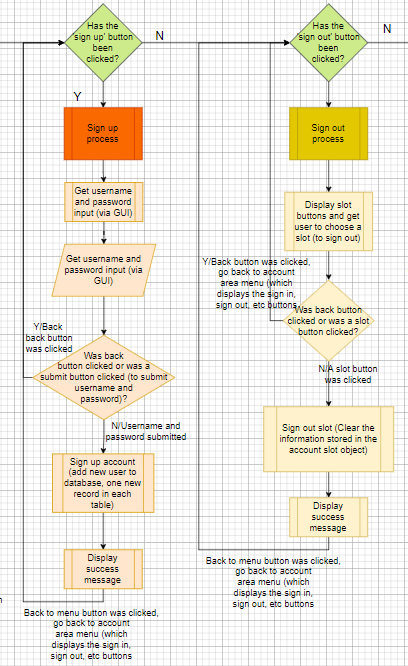 Has the
'sign up' button
been
clicked?
N
Y
Sign up
process
Get username
and password
input (via GUI)
Get username and
password input (via
GUI)
Y/Back
back button
was clicked
Was back
button clicked or was a
submit button clicked (to submit
username and
password)?
N/Username and
password submitted
Sign up account
(add new user to
database, one new
record in each
table)
Display
success
message
Back to menu button was clicked,
go back to account
area menu (which
displays the sign in,
sign out, etc buttons
Has the
'sign out' button
been
clicked?
N
Sign out
process
Display slot
buttons and get
user to choose a
slot (to sign out)
Y/Back button was clicked,
go back to account
area menu (which
displays the sign in,
sign out, etc buttons
Was back button
clicked or was a slot
button clicked?
N/A slot button
was clicked
Sign out slot (Clear the
information stored in the
account slot object)
Display
success
message
Back to menu button was clicked,
go back to account
area menu (which
displays the sign in,
sign out, etc buttons